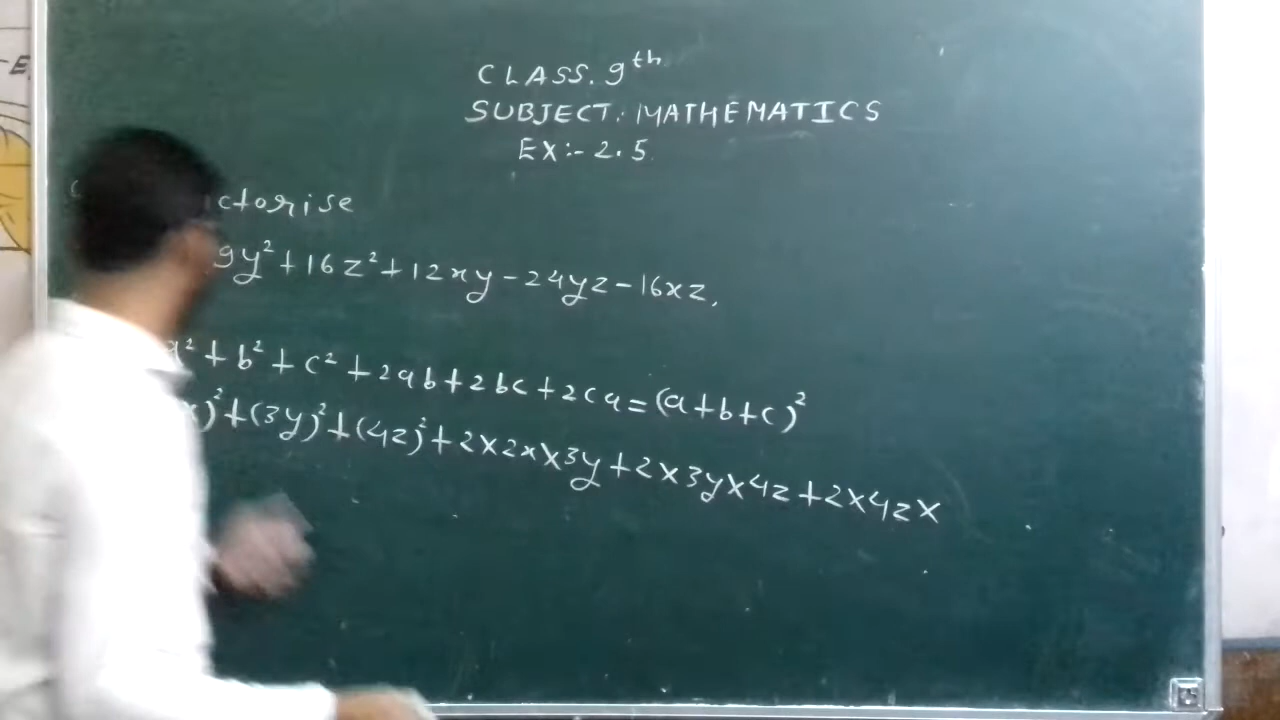 CLASS. 9th
SUBJECT:. MATHEMATICS
EX:- 2.5
ctorise
9y² + 16z² + 12xy - 24yz - 16xz.
a² + b² + c² + 2ab + 2bc + 2ca = (a+b+c)²
x)² + (3y)² + (4z)² + 2×2x×3y + 2×3y×4z + 2×4z×